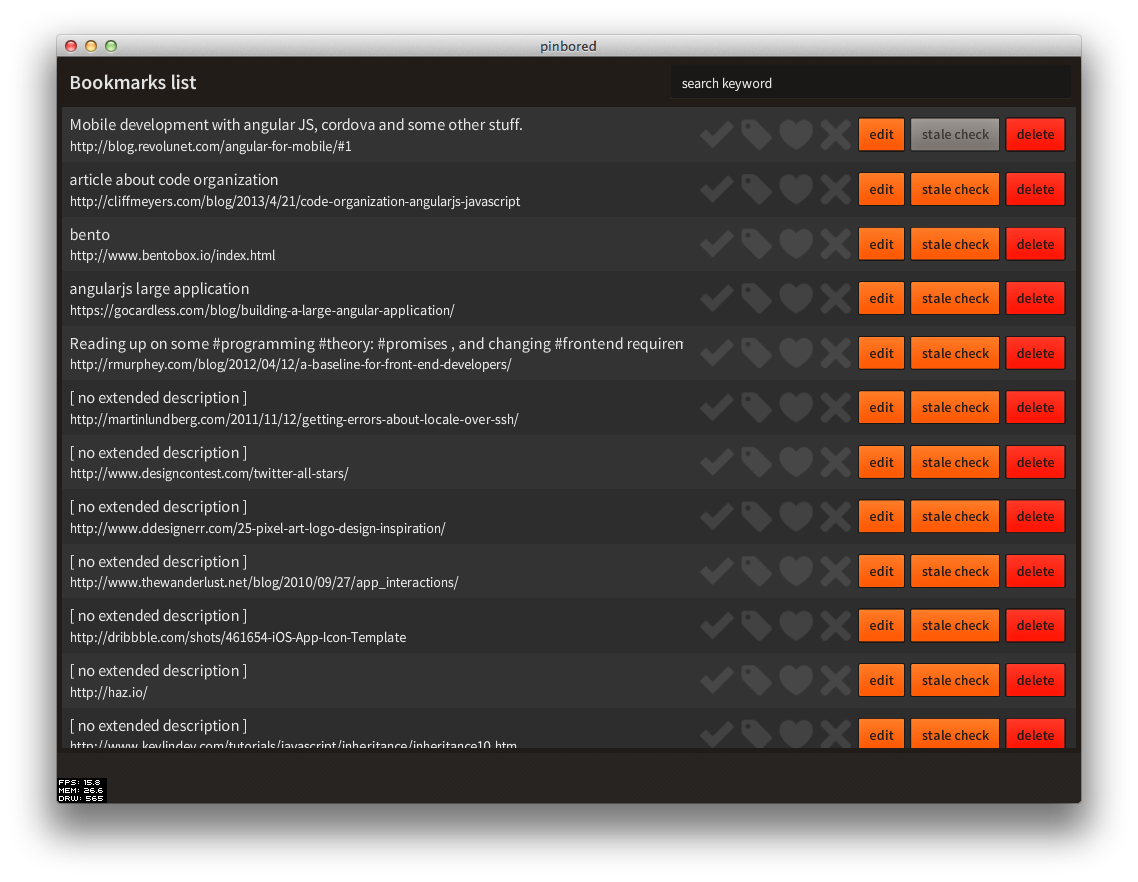 pinbored
Bookmarks list
search keyword
Mobile development with angular JS, cordova and some other stuff.
http://blog.revolunet.com/angular-for-mobile/#1
edit stale check delete
article about code organization
http://cliffmeyers.com/blog/2013/4/21/code-organization-angularjs-javascript
edit stale check delete
bento
http://www.bentobox.io/index.html
edit stale check delete
angularjs large application
https://gocardless.com/blog/building-a-large-angular-application/
edit stale check delete
Reading up on some #programming #theory: #promises , and changing #frontend requirem
http://rmurphey.com/blog/2012/04/12/a-baseline-for-front-end-developers/
edit stale check delete
[ no extended description ]
http://martinlundberg.com/2011/11/12/getting-errors-about-locale-over-ssh/
edit stale check delete
[ no extended description ]
http://www.designcontest.com/twitter-all-stars/
edit stale check delete
[ no extended description ]
http://www.ddesignerr.com/25-pixel-art-logo-design-inspiration/
edit stale check delete
[ no extended description ]
http://www.thewanderlust.net/blog/2010/09/27/app_interactions/
edit stale check delete
[ no extended description ]
http://dribbble.com/shots/461654-iOS-App-Icon-Template
edit stale check delete
[ no extended description ]
http://haz.io/
edit stale check delete
[ no extended description ]
http://www.kevlindev.com/tutorials/javascript/inheritance/inheritance10.htm
edit stale check delete
FPS: 15.8
MEM: 26.6
DRW: 565